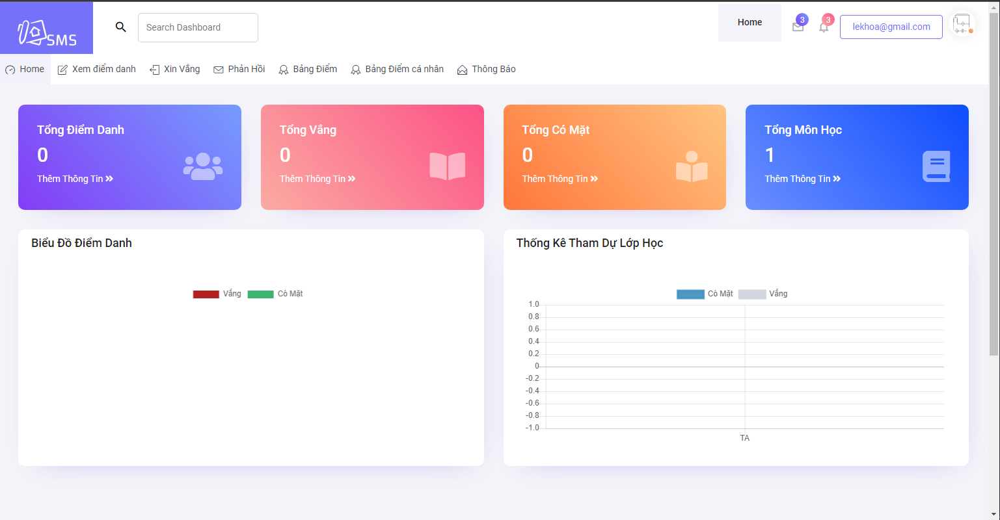 SMS
Search Dashboard
Home
3
3
lekhoa@gmail.com
Home
Xem điểm danh
Xin Vắng
Phản Hồi
Bảng Điểm
Bảng Điểm cá nhân
Thông Báo
Tổng Điểm Danh
0
Thêm Thông Tin
Tổng Vắng
0
Thêm Thông Tin
Tổng Có Mặt
0
Thêm Thông Tin
Tổng Môn Học
1
Thêm Thông Tin
Biểu Đồ Điểm Danh
Vắng
Có Mặt
Thống Kê Tham Dự Lớp Học
Có Mặt
Vắng
1.0
0.8
0.6
0.4
0.2
0
-0.2
-0.4
-0.6
-0.8
-1.0
TA